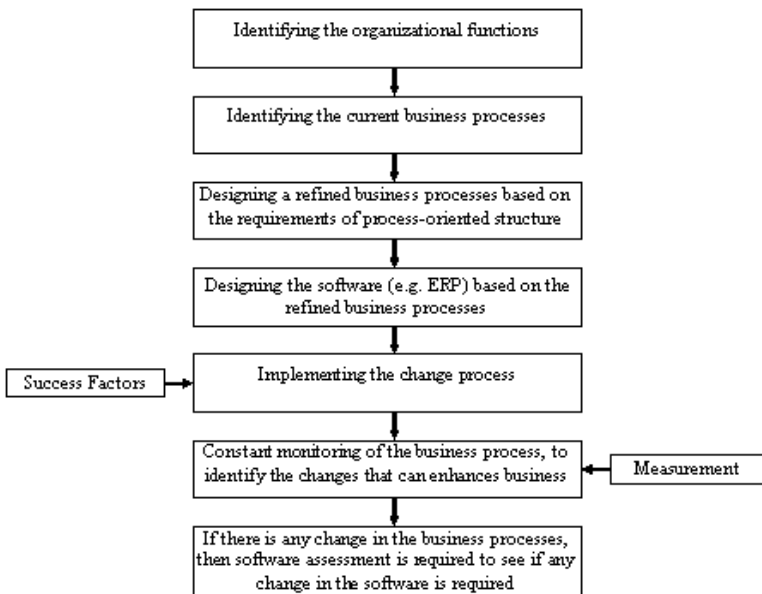 Identifying the organizational functions
Identifying the current business processes
Designing a refined business processes based on
the requirements of process-oriented structure
Designing the software (e.g. ERP) based on the
refined business processes
Success Factors
Implementing the change process
Constant monitoring of the business process, to
identify the changes that can enhances business
Measurement
If there is any change in the business processes,
then software assessment is required to see if any
change in the software is required